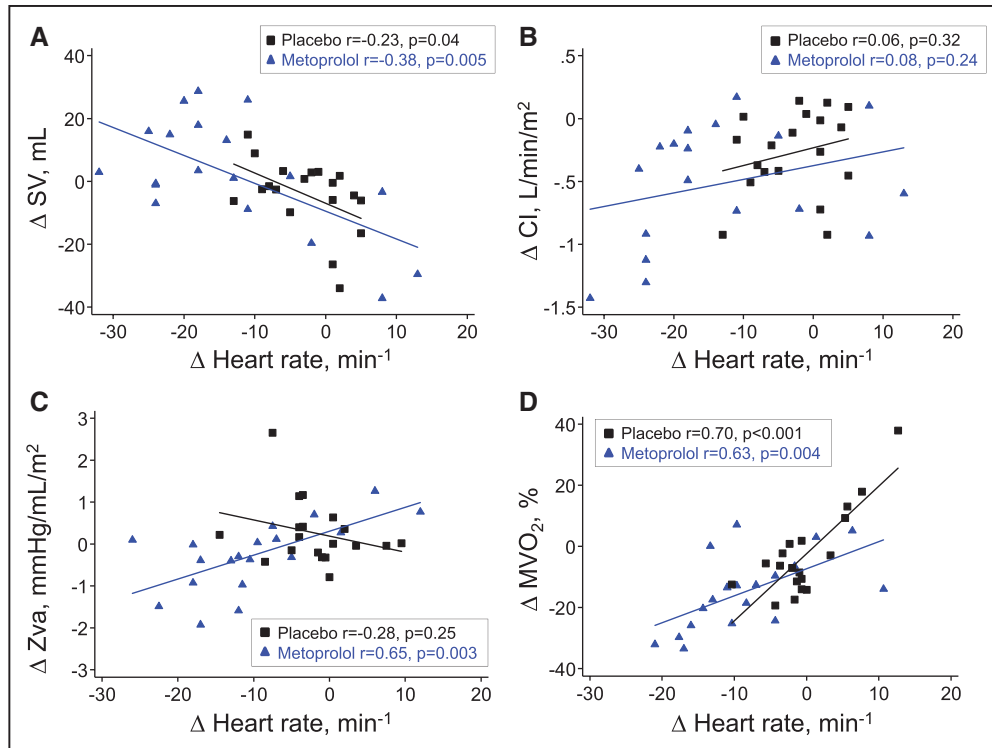 A
Placebo r=-0.23, p=0.04
Metoprolol r=-0.38, p=0.005
40
20
0
-20
-40
Δ SV, mL
-30 -20 -10 0 10 20
Δ Heart rate, min-1
B
Placebo r=0.06, p=0.32
Metoprolol r=0.08, p=0.24
.5
0
-.5
-1
-1.5
Δ CI, L/min/m2
-30 -20 -10 0 10 20
Δ Heart rate, min-1
C
3
2
1
0
-1
-2
-3
Δ Zva, mmHg/mL/m2
Placebo r=-0.28, p=0.25
Metoprolol r=0.65, p=0.003
-30 -20 -10 0 10 20
Δ Heart rate, min-1
D
Placebo r=0.70, p<0.001
Metoprolol r=0.63, p=0.004
40
20
0
-20
-40
Δ MVO2, %
-30 -20 -10 0 10 20
Δ Heart rate, min-1